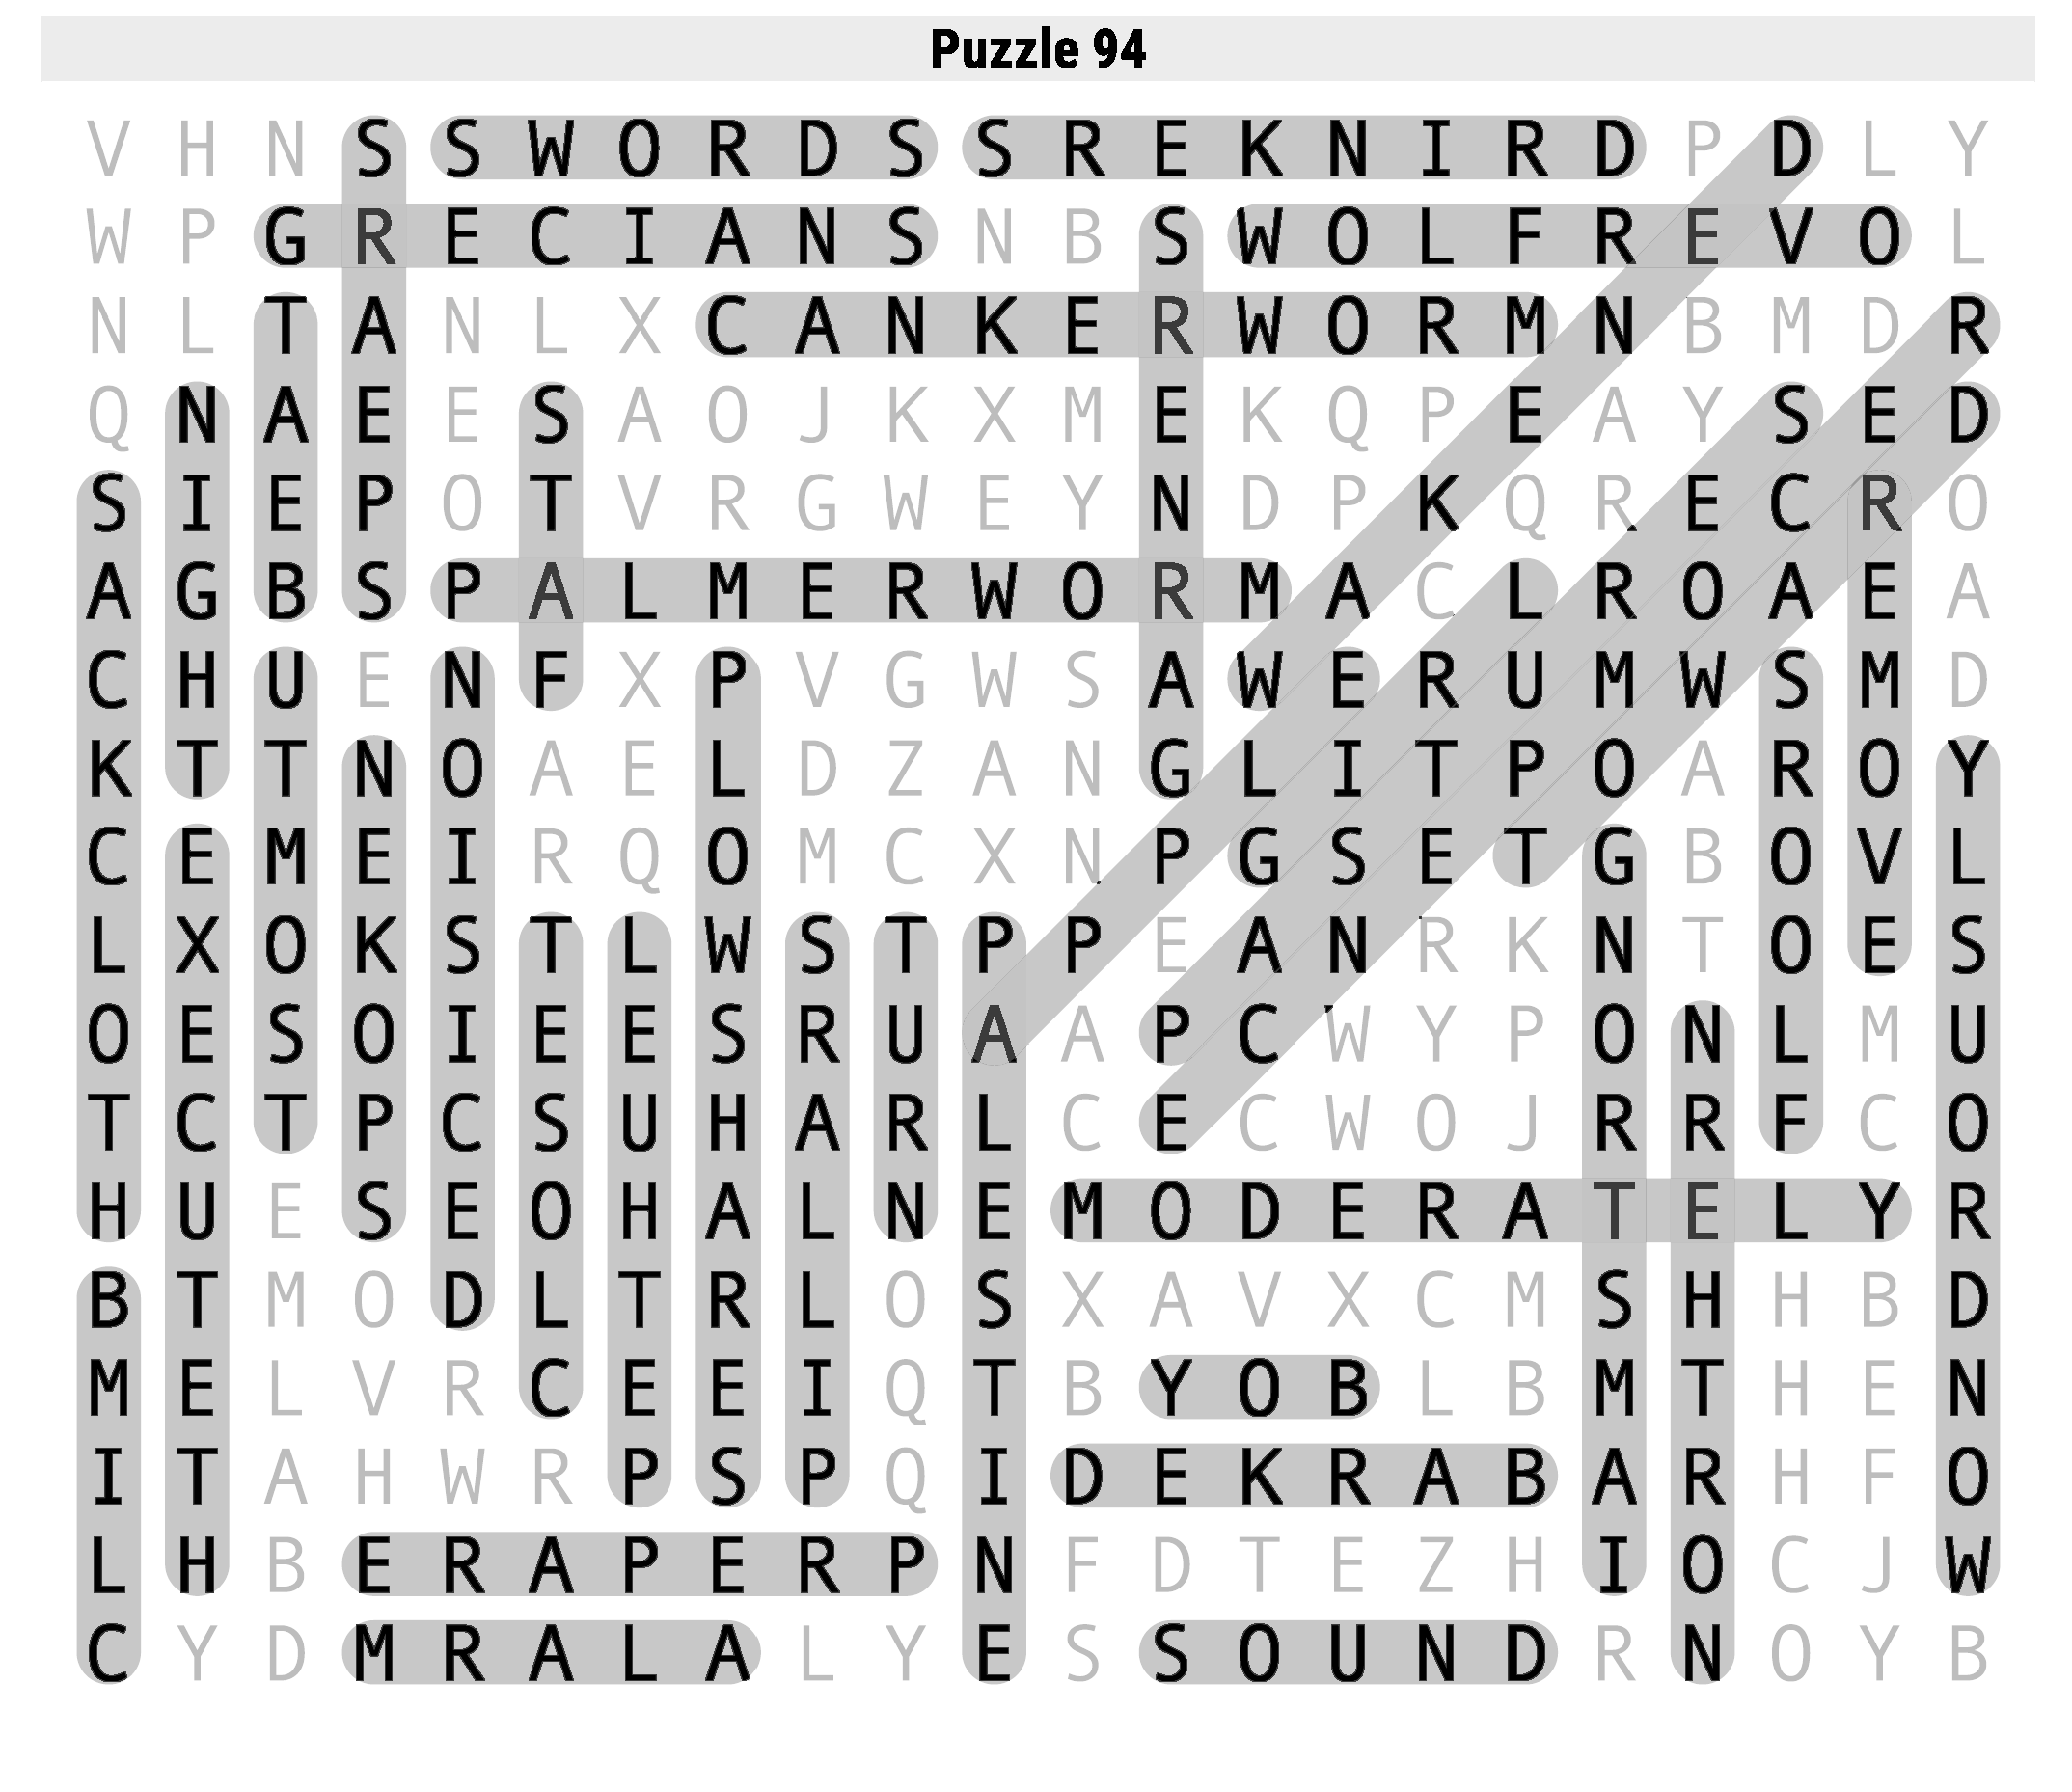 Puzzle 94
V H N S S W O R D S S R E K N I R D P D L Y
W P G R E C I A N S N B S W O L F R E V O L
N L T A N L X C A N K E R W O R M N B M D R
Q N A E E S A O J K X M E K Q P E A Y S E D
S I E P O T V R G W E Y N D P K Q R E C R O
A G B S P A L M E R W O R M A C L R O A E A
C H U E N F X P V G W S A W E R U M W S M D
K T T N O A E L D Z A N G L I T P O A R O Y
C E M E I R Q O M C X N P G S E T G B O V L
L X O K S T L W S T P P E A N R K N T O E S
O E S O I E E S R U A A P C W Y P O N L M U
T C T P C S U H A R L C E C W O J R R F C O
H U E S E O H A L N E M O D E R A T E L Y R
B T M O D L T R L O S X A V X C M S H H B D
M E L V R C E E I Q T B Y O B L B M T H E N
I T A H W R P S P Q I D E K R A B A R H F O
L H B E R A P E R P N F D T E Z H I O C J W
C Y D M R A L A L Y E S S O U N D R N O Y B